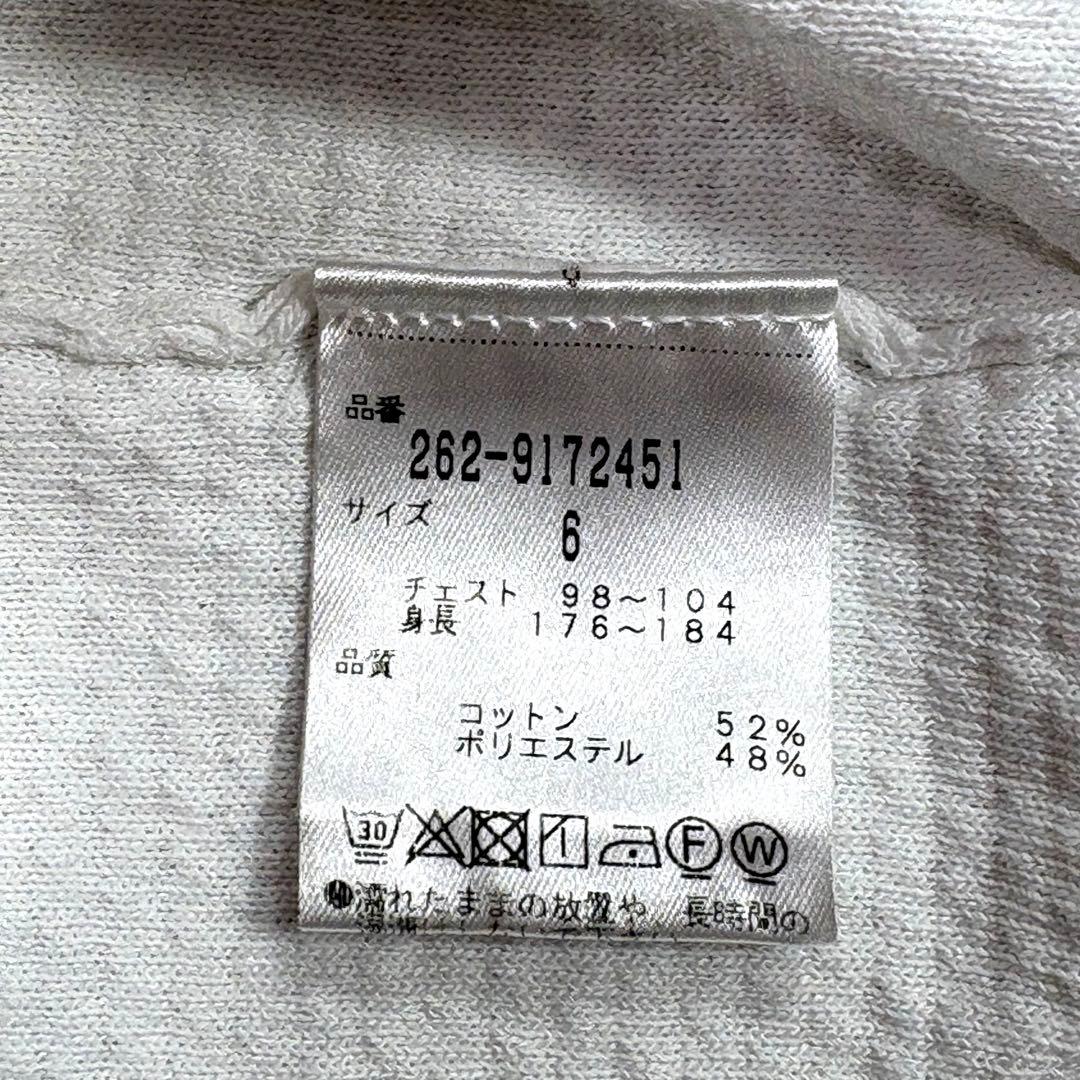 品番
262-9172451
サイズ 6
チェスト 98~104
身長 176~184
品質
コットン 52%
ポリエステル 48%
30 F W
濡れたままの放置や 長時間の